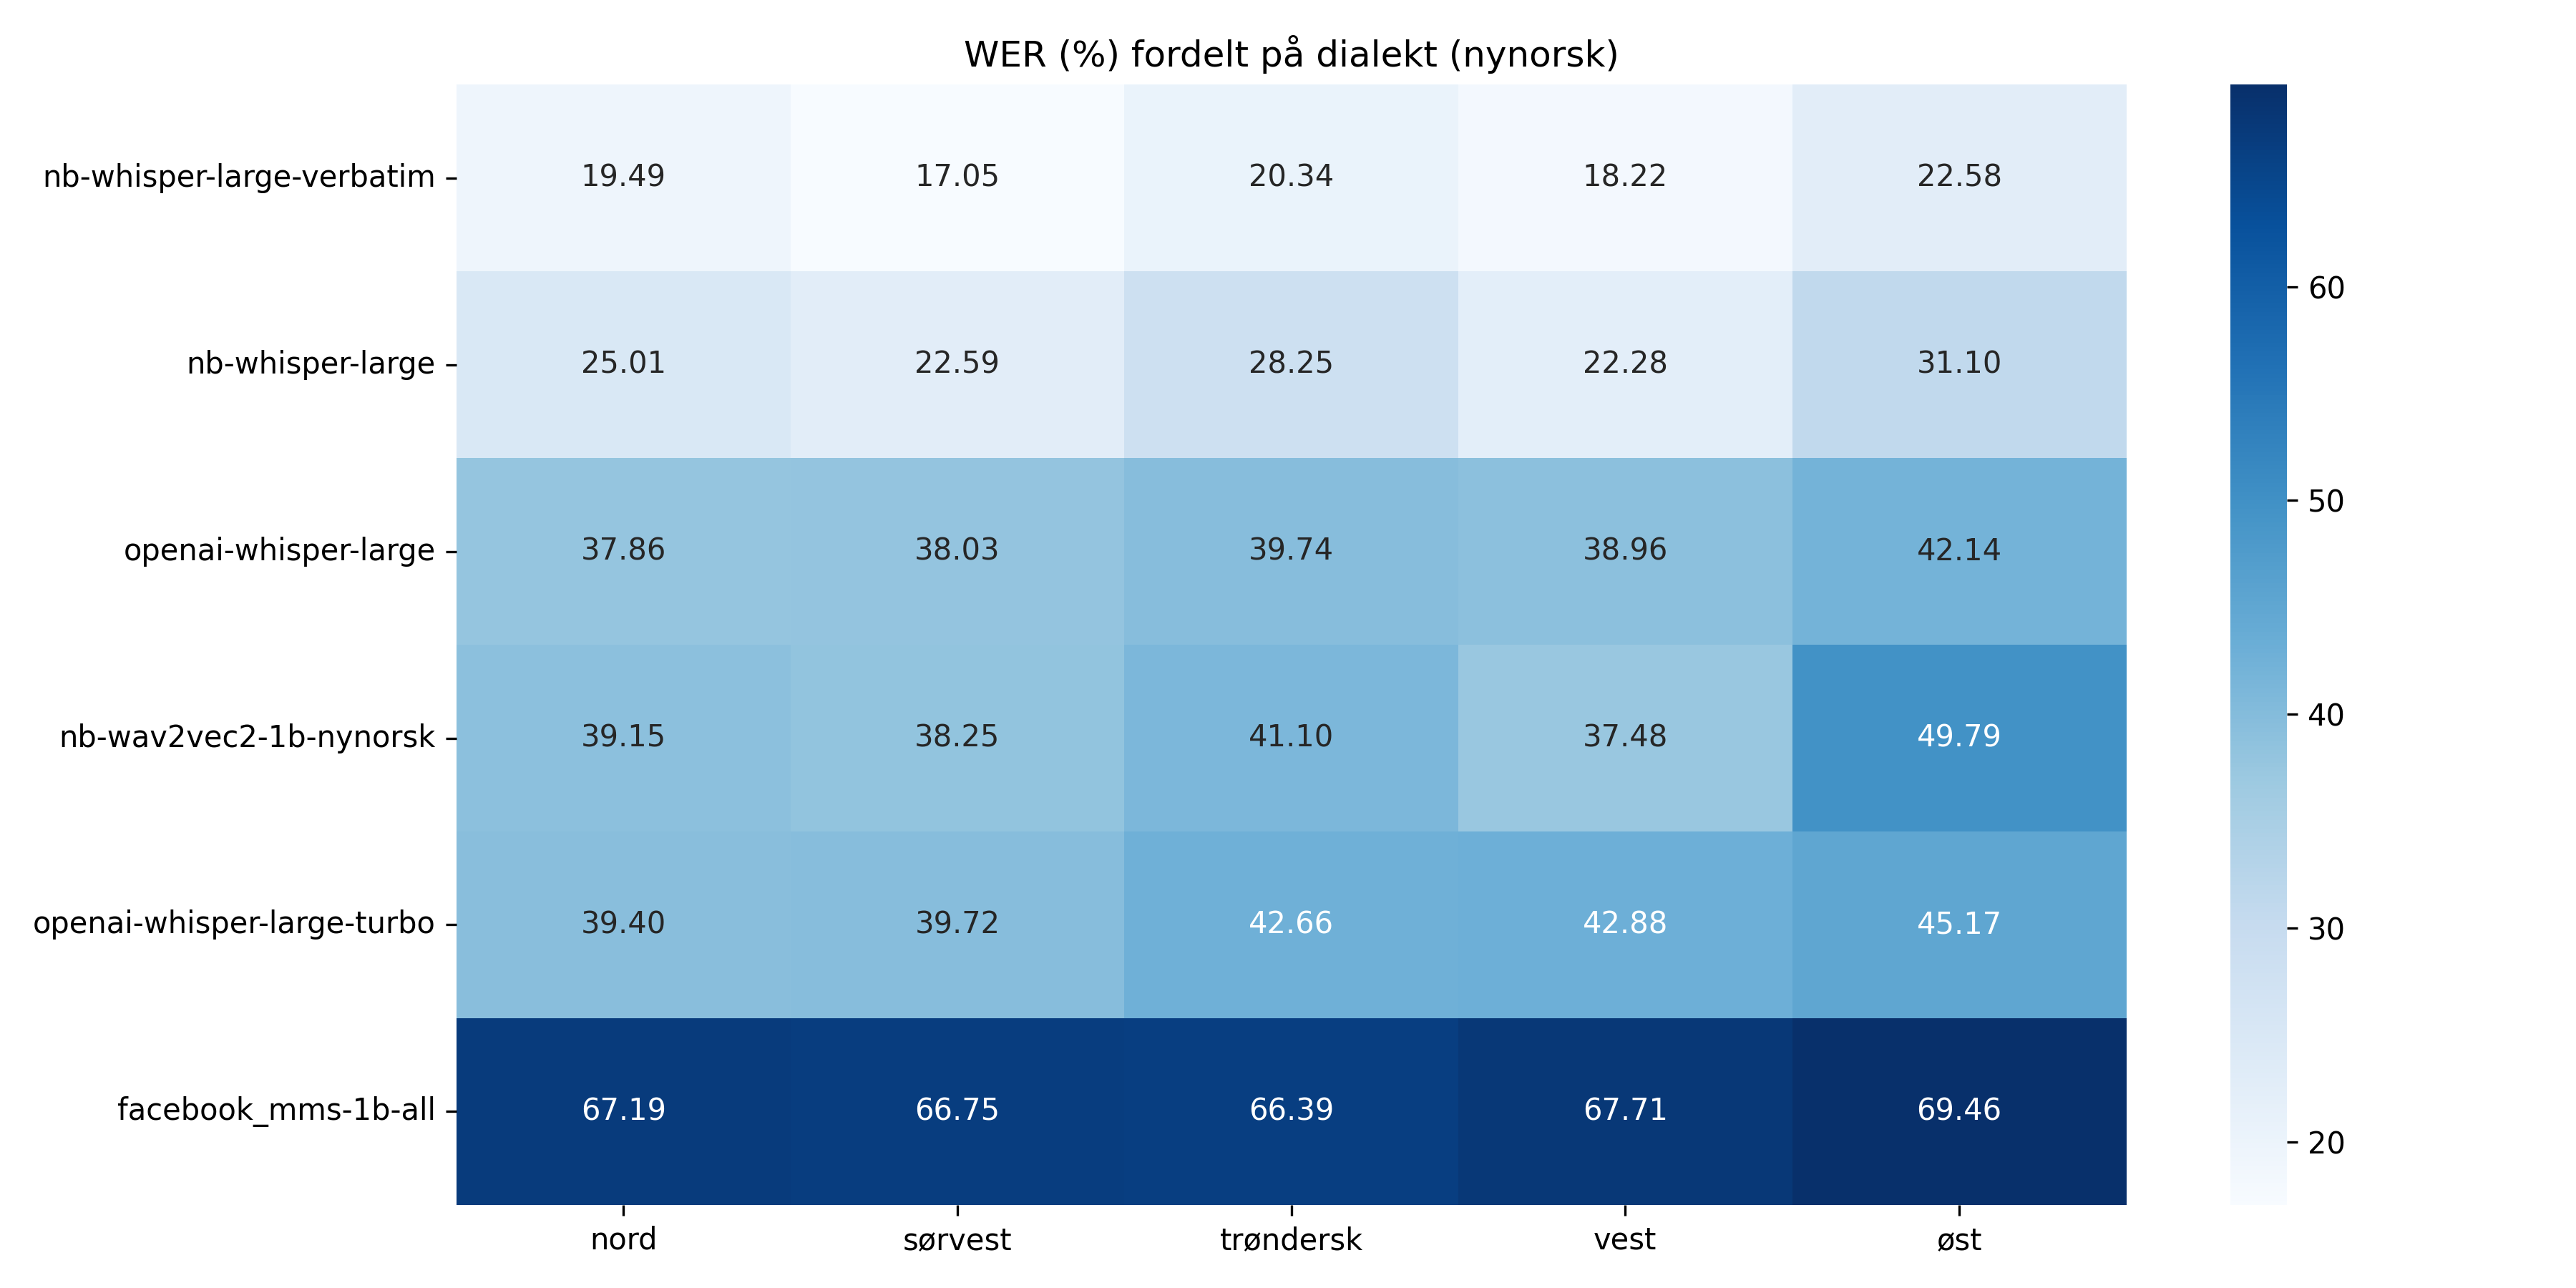 WER (%) fordelt på dialekt (nynorsk)
nb-whisper-large-verbatim 19.49 17.05 20.34 18.22 22.58
nb-whisper-large 25.01 22.59 28.25 22.28 31.10
openai-whisper-large 37.86 38.03 39.74 38.96 42.14
nb-wav2vec2-1b-nynorsk 39.15 38.25 41.10 37.48 49.79
openai-whisper-large-turbo 39.40 39.72 42.66 42.88 45.17
facebook_mms-1b-all 67.19 66.75 66.39 67.71 69.46
nord sørvest trøndersk vest øst
60
50
40
30
20